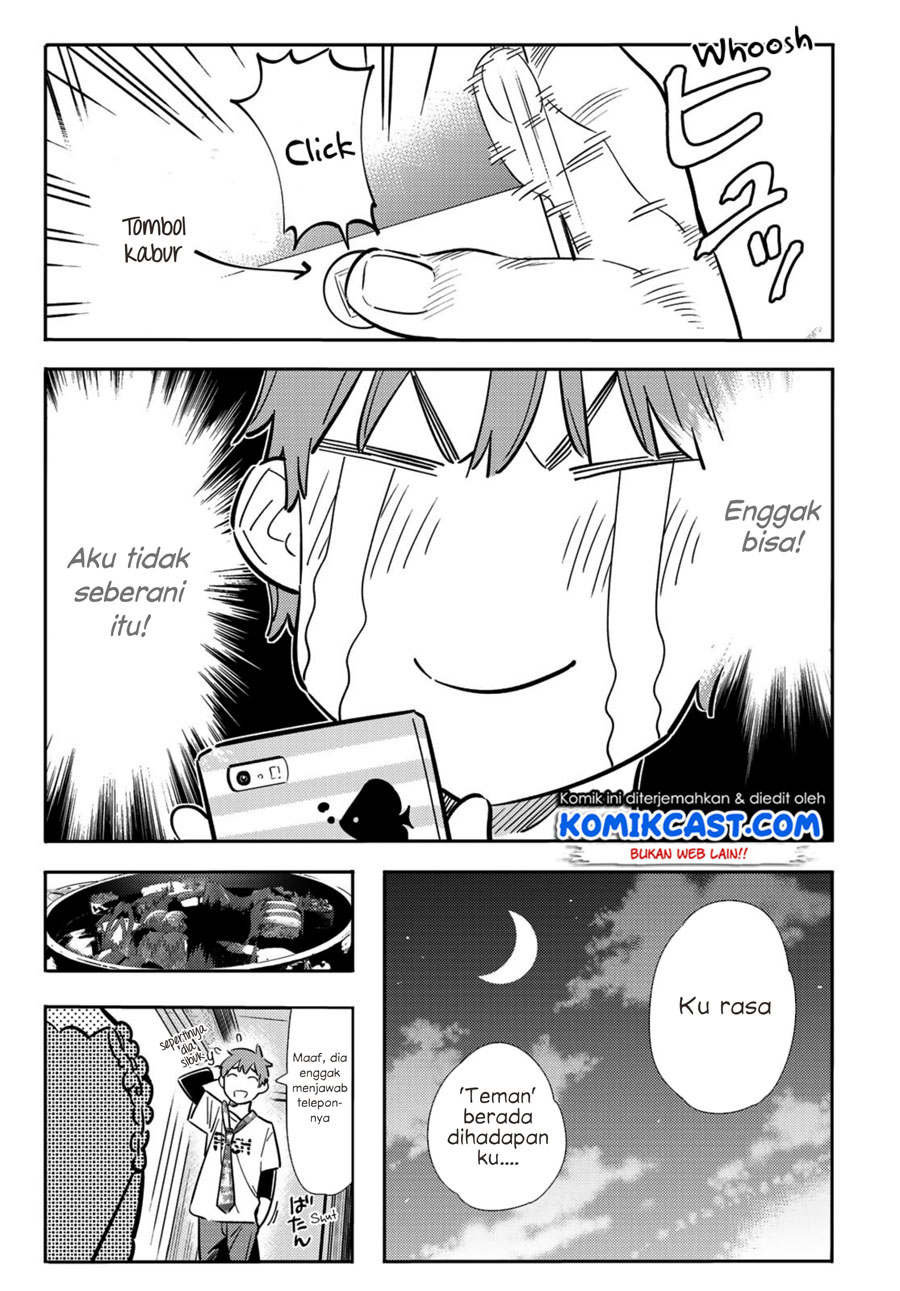 Whoosh
ヒュッ
Click
Tombol
kabur
Enggak
bisa!
Aku tidak
seberani
itu!
Komik ini diterjemahkan & diedit oleh
KOMIKCAST.COM
BUKAN WEB LAIN!!
Ku rasa
'Teman'
berada
dihadapan
ku....
Maaf, dia
enggak
menjawab
telepon-
nya
sepertinya
'dia'
sibuk
ばたん
Shut